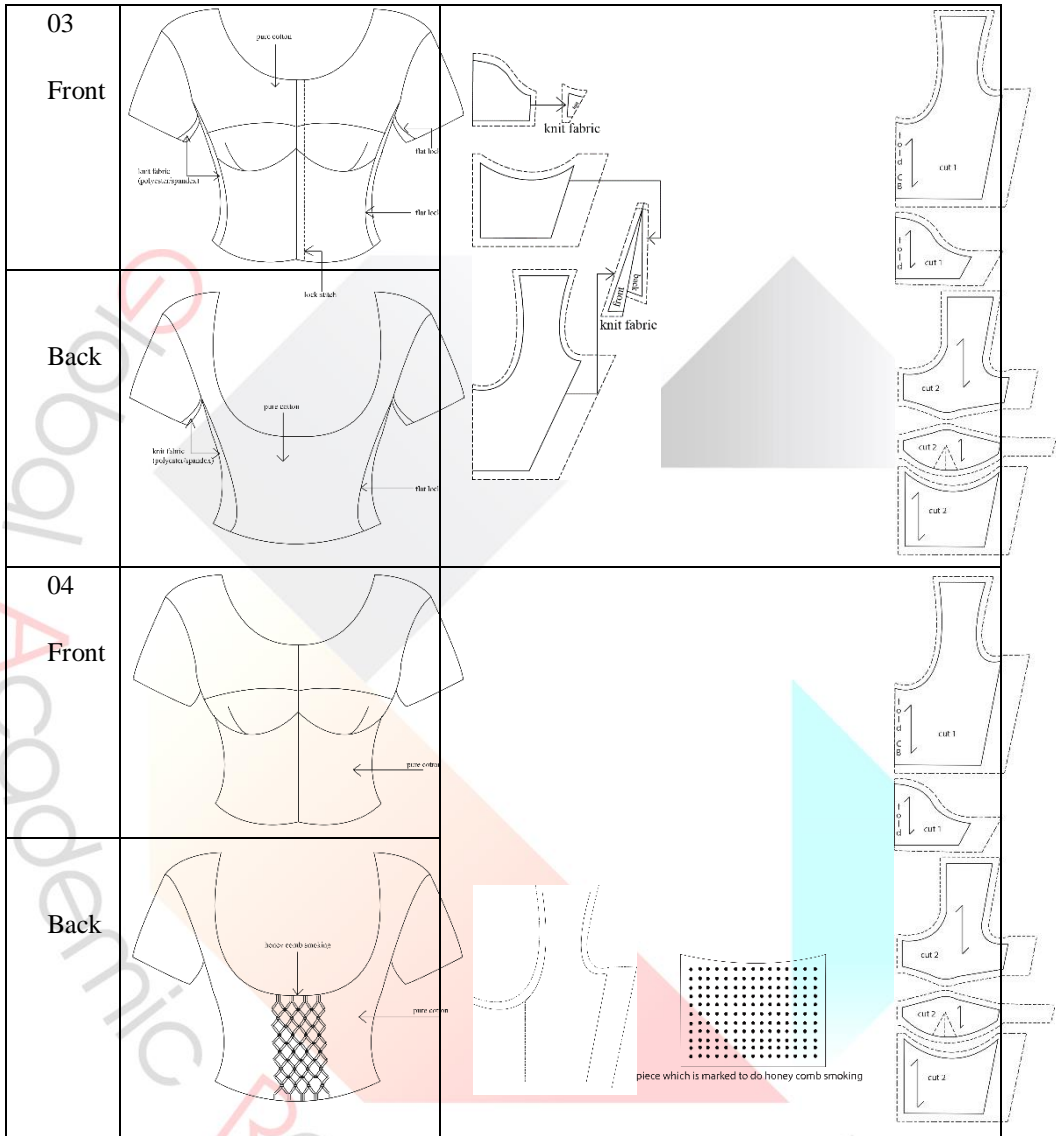 03
Front
pure cotton
flat lock
knit fabric
(polyester/spandex)
flat lock
lock stitch
knit fabric
front
back
knit fabric
fold CB
cut 1
fold
cut 1
cut 2
cut 2
cut 2
Back
pure cotton
knit fabric
(polyester/spandex)
flat lock
04
Front
pure cotton
fold CB
cut 1
fold
cut 1
cut 2
cut 2
cut 2
Back
honey comb smoking
pure cotton
piece which is marked to do honey comb smoking
Global
Academic